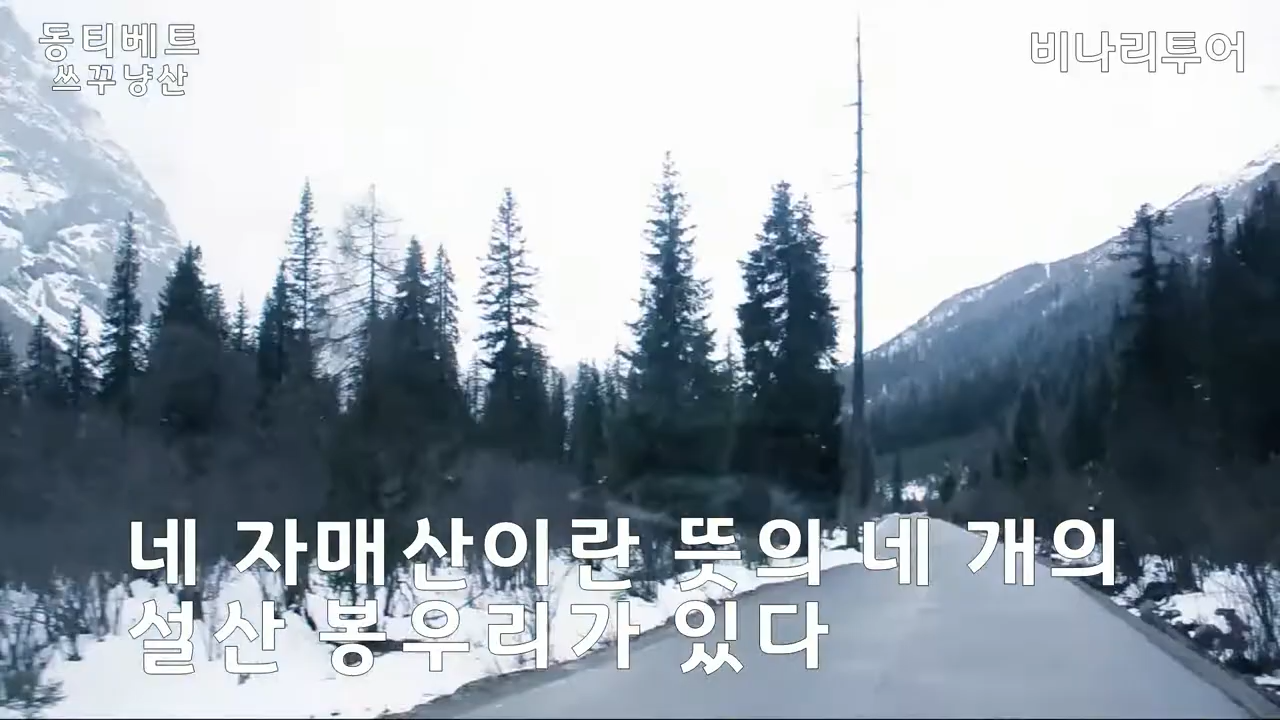 동티베트
쓰꾸냥산
비나리투어
네 자매산이란 뜻의 네 개의
설산 봉우리가 있다